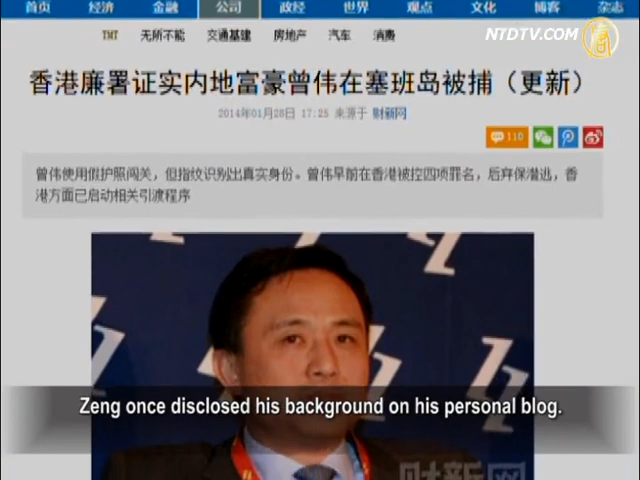 首页 经济 金融 公司 政经 世界 观点 文化 博客 杂志
TMT 无所不能 交通基建 房地产 汽车 消费
NTDTV.COM
香港廉署证实内地富豪曾伟在塞班岛被捕（更新）
2014年01月28日 17:25 来源于 财新网
110
曾伟使用假护照闯关，但指纹识别出真实身份。曾伟早前在香港被控四项罪名，后弃保潜逃，香
港方面已启动相关引渡程序
Zeng once disclosed his background on his personal blog.
财新网